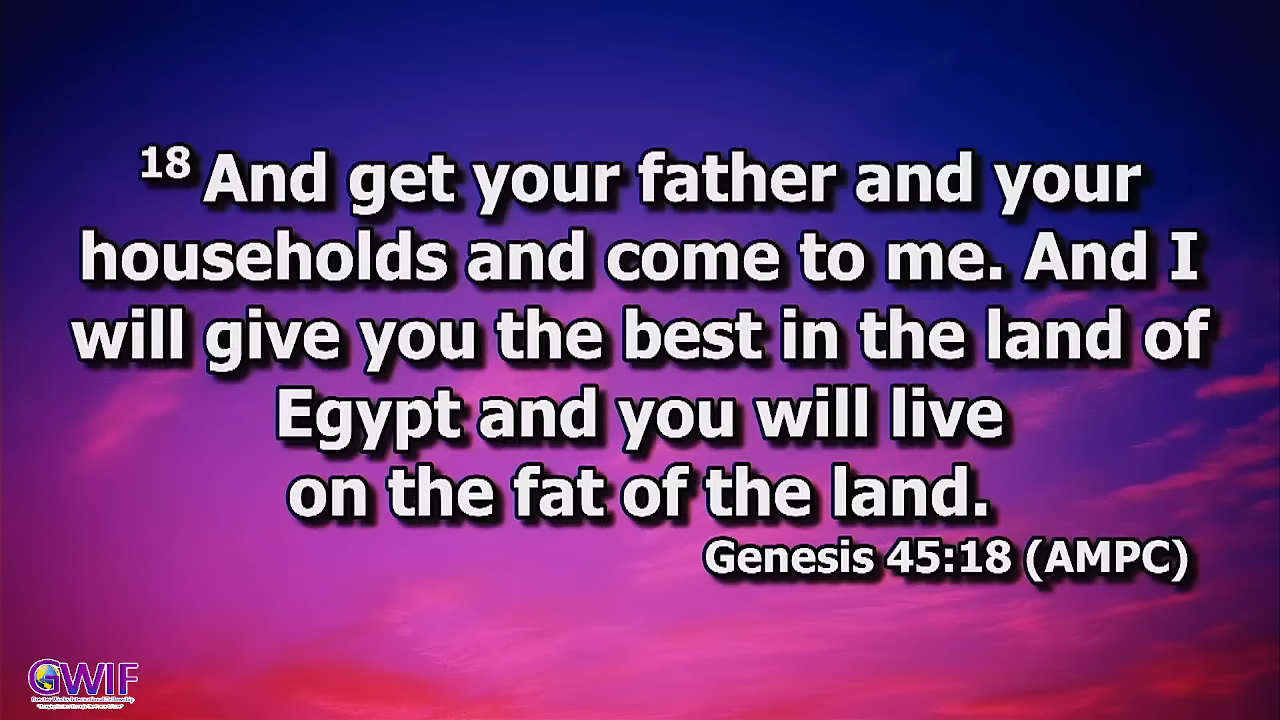 18 And get your father and your
households and come to me. And I
will give you the best in the land of
Egypt and you will live
on the fat of the land.
Genesis 45:18 (AMPC)
GWIF